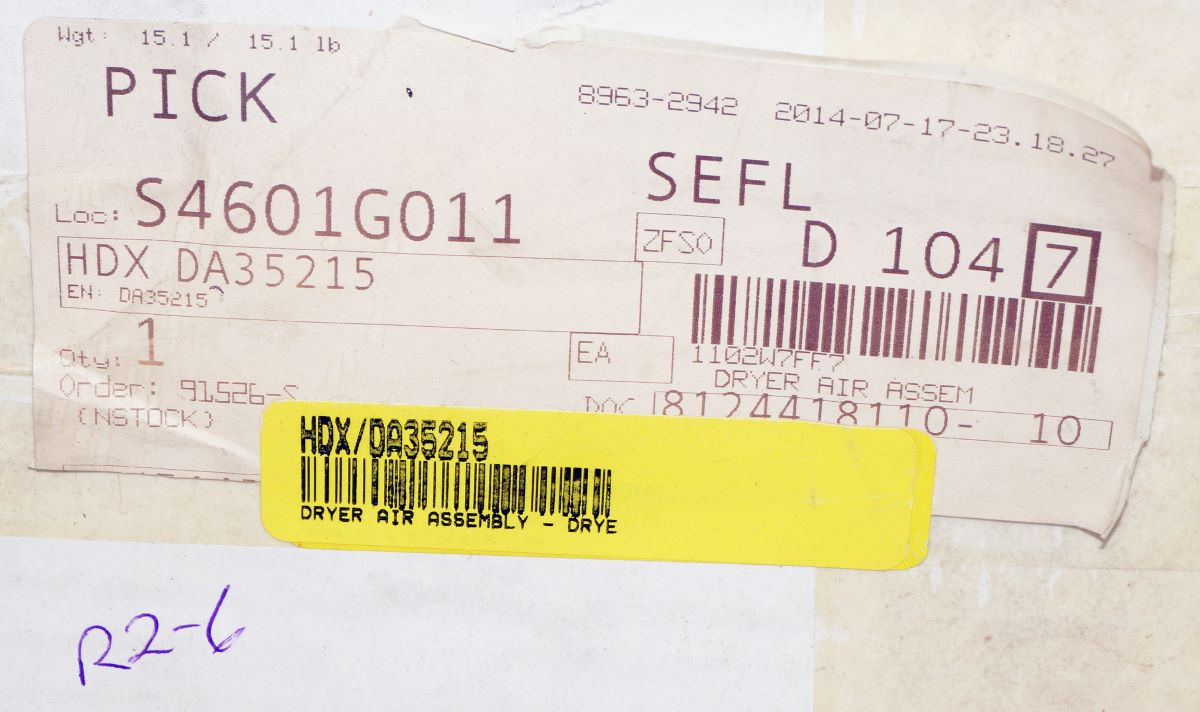 Wgt: 15.1 / 15.1 lb
PICK
8963-2942 2014-07-17-23.18.27
SEFL
Loc: S4601G011
ZFS0
D 104 7
HDX DA35215
EN: DA35215
Qty: 1
EA
1102W7FF7
DRYER AIR ASSEM
Order: 91526-S
(NSTOCK)
DOC 8124418110- 10
HDX/DA35215
DRYER AIR ASSEMBLY - DRYE
R2-6